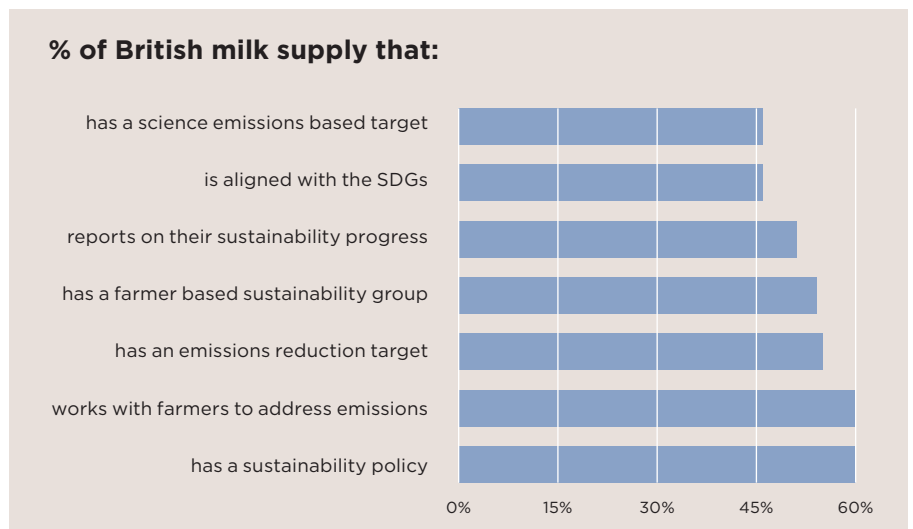 % of British milk supply that:
has a science emissions based target
is aligned with the SDGs
reports on their sustainability progress
has a farmer based sustainability group
has an emissions reduction target
works with farmers to address emissions
has a sustainability policy
0% 15% 30% 45% 60%